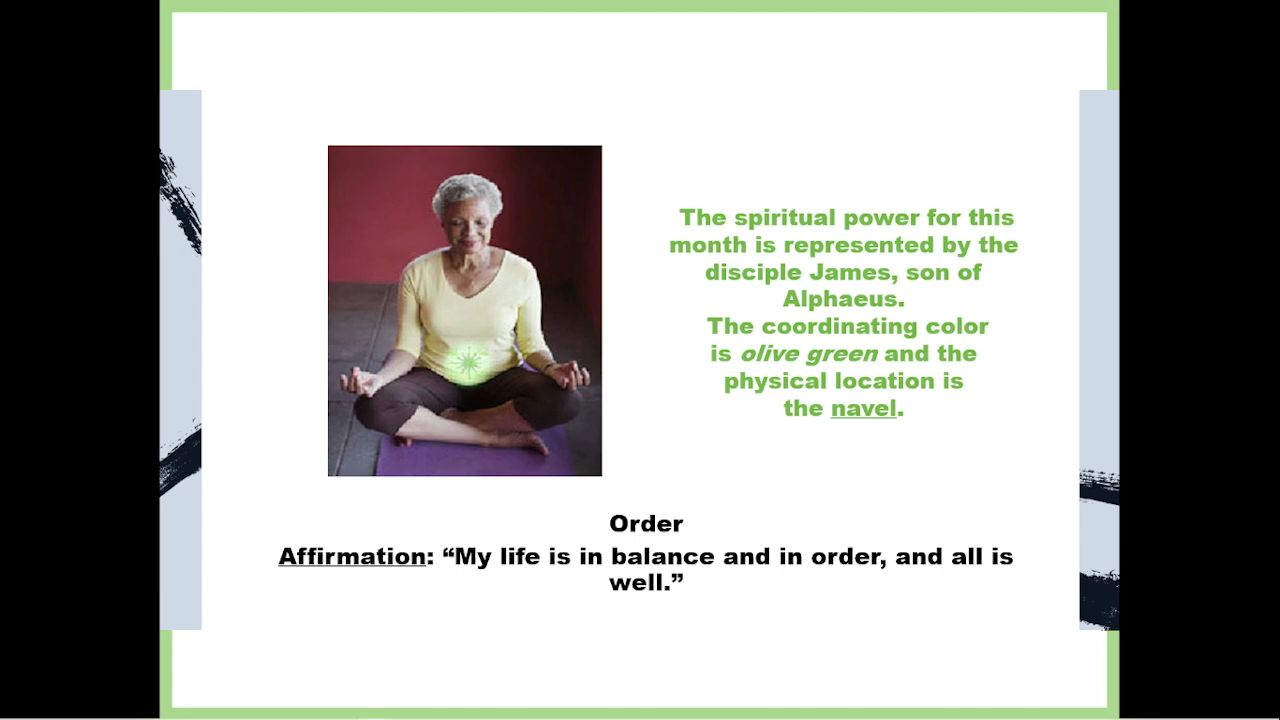 The spiritual power for this
month is represented by the
disciple James, son of
Alphaeus.
The coordinating color
is olive green and the
physical location is
the navel.
Order
Affirmation: “My life is in balance and in order, and all is
well.”